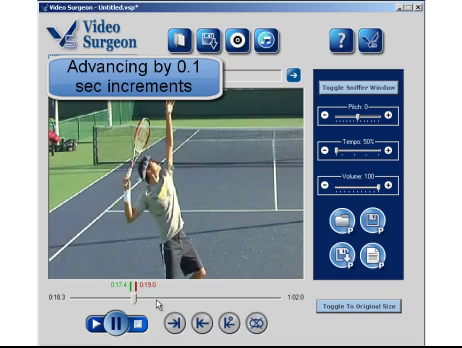 Video Surgeon - Untitled.vsp*
Video
Surgeon
?
Advancing by 0.1
sec increments
Toggle Sniffer Window
Pitch: 0
Tempo: 50%
Volume: 100
P P
P P
0:17.4 0:19.0
0:18.3 1:02.0
Toggle To Original Size